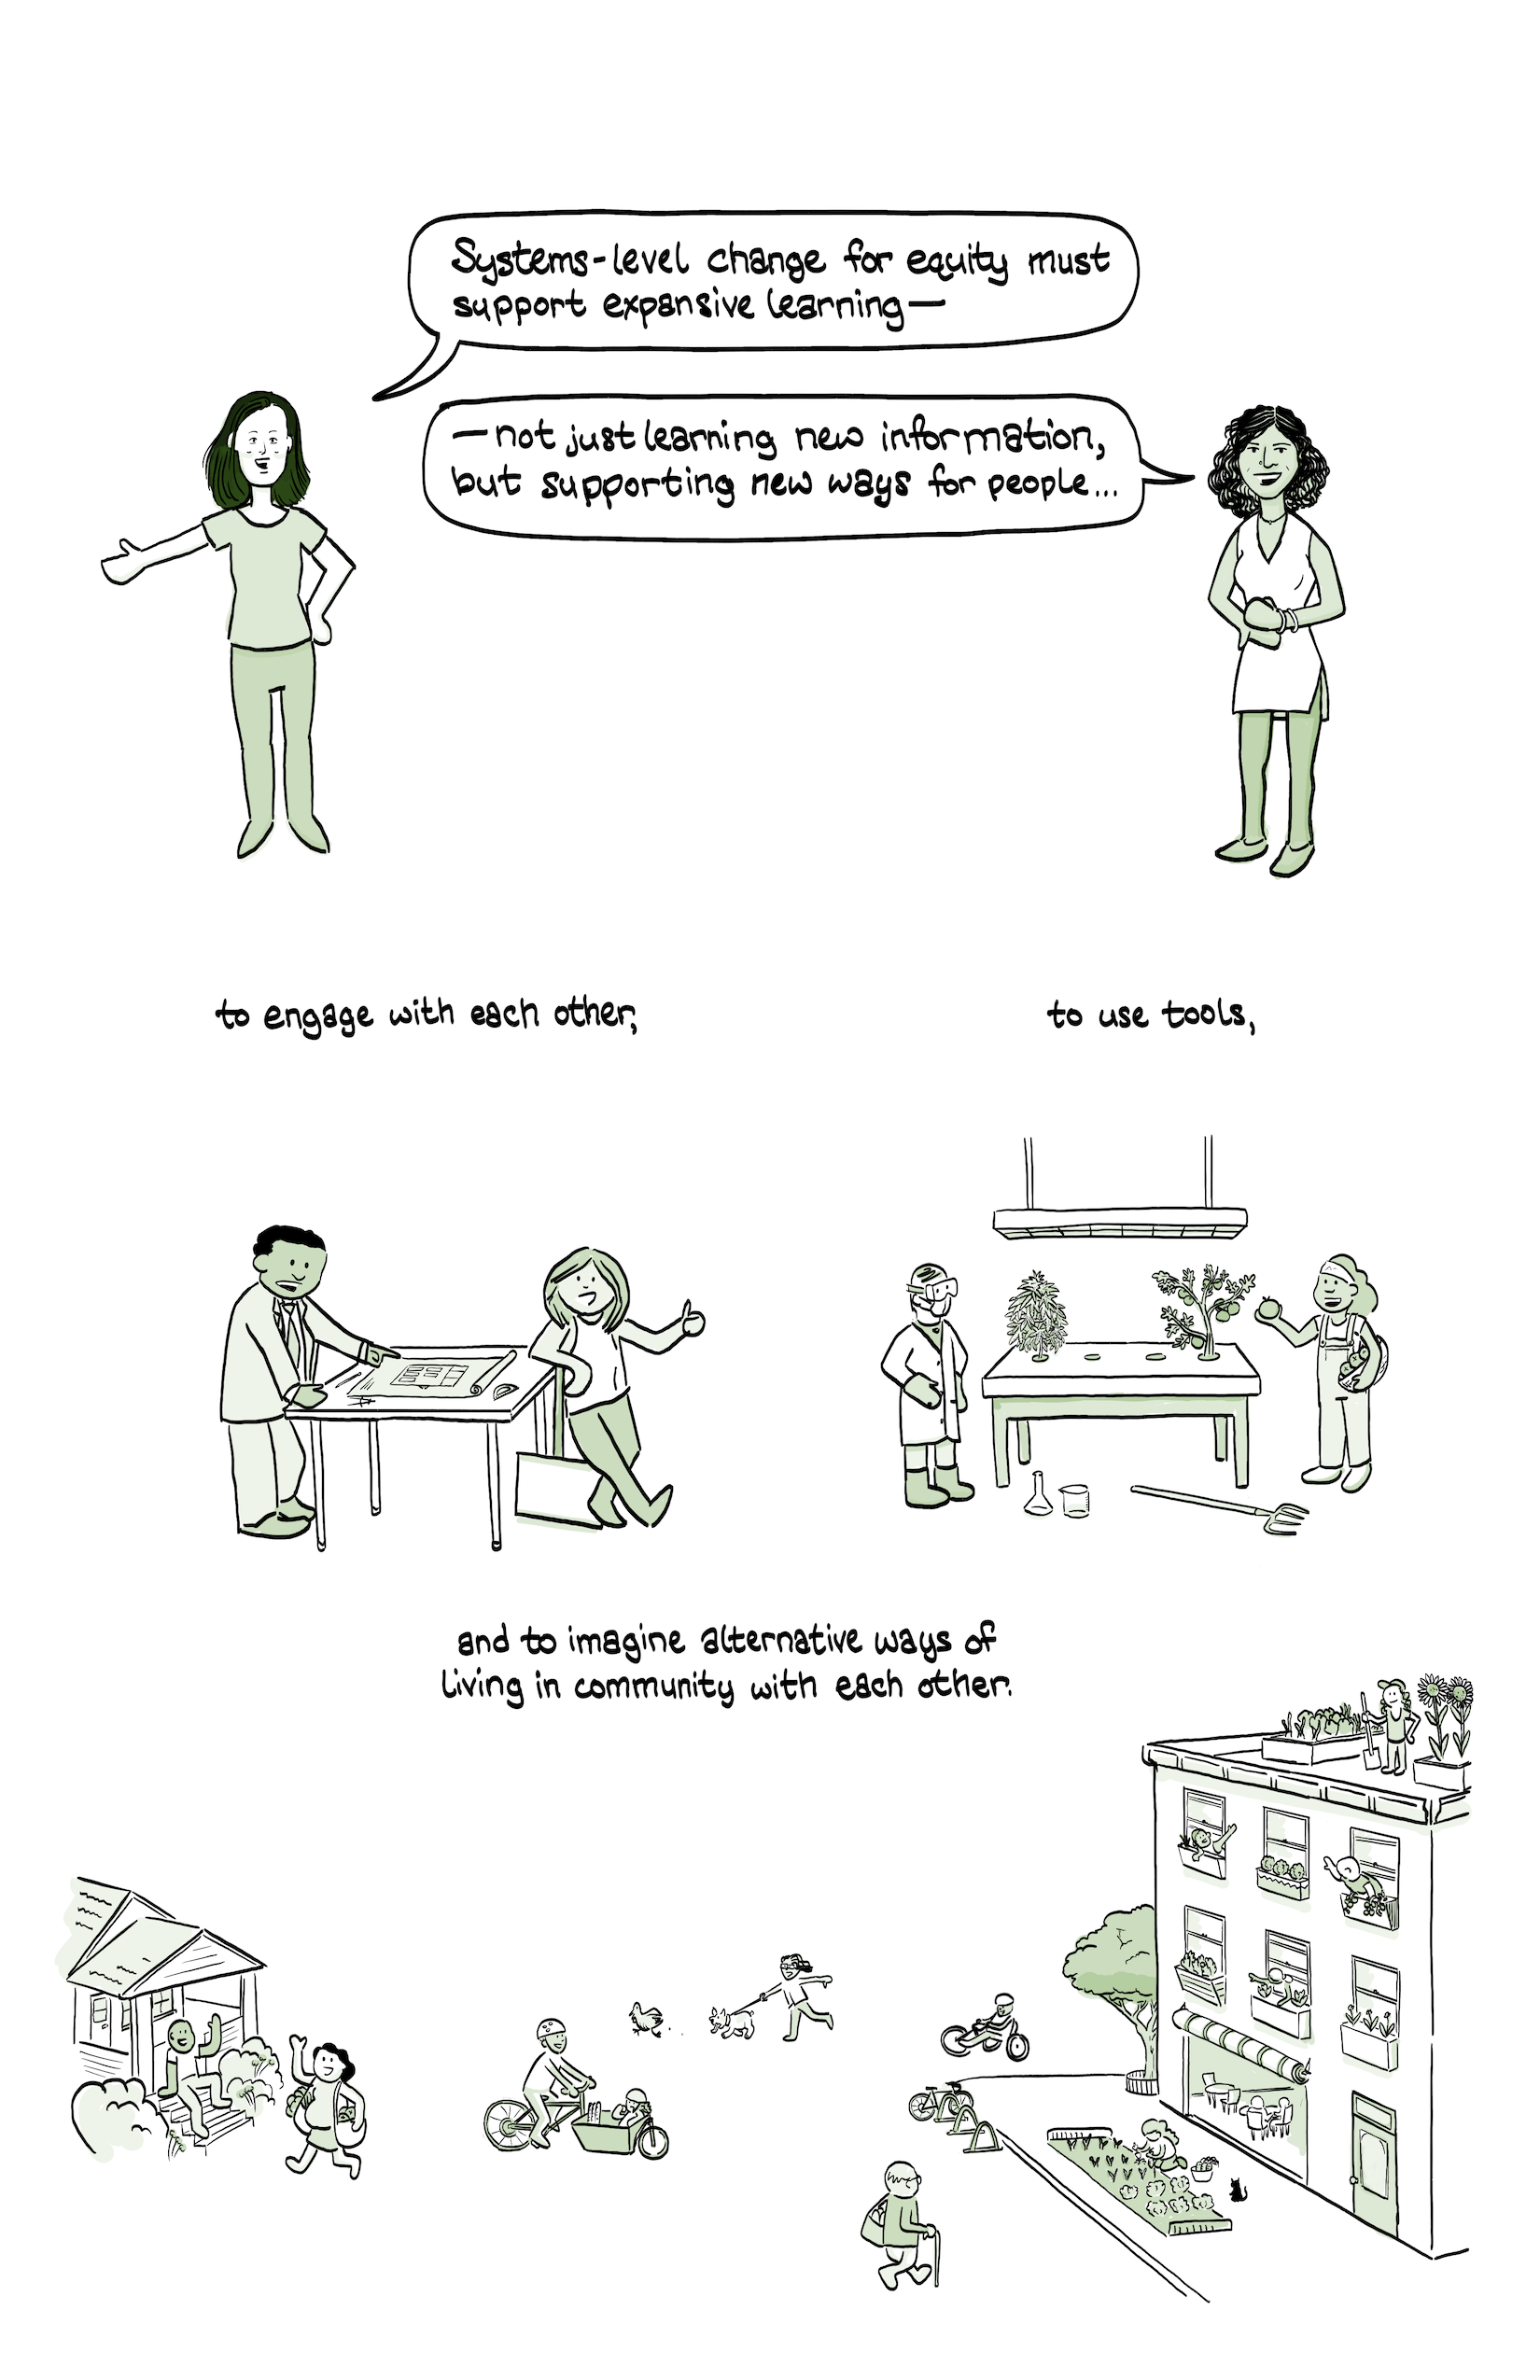 Systems-level change for equity must
support expansive learning—
—not just learning new information,
but supporting new ways for people...
to engage with each other,
to use tools,
and to imagine alternative ways of
living in community with each other.